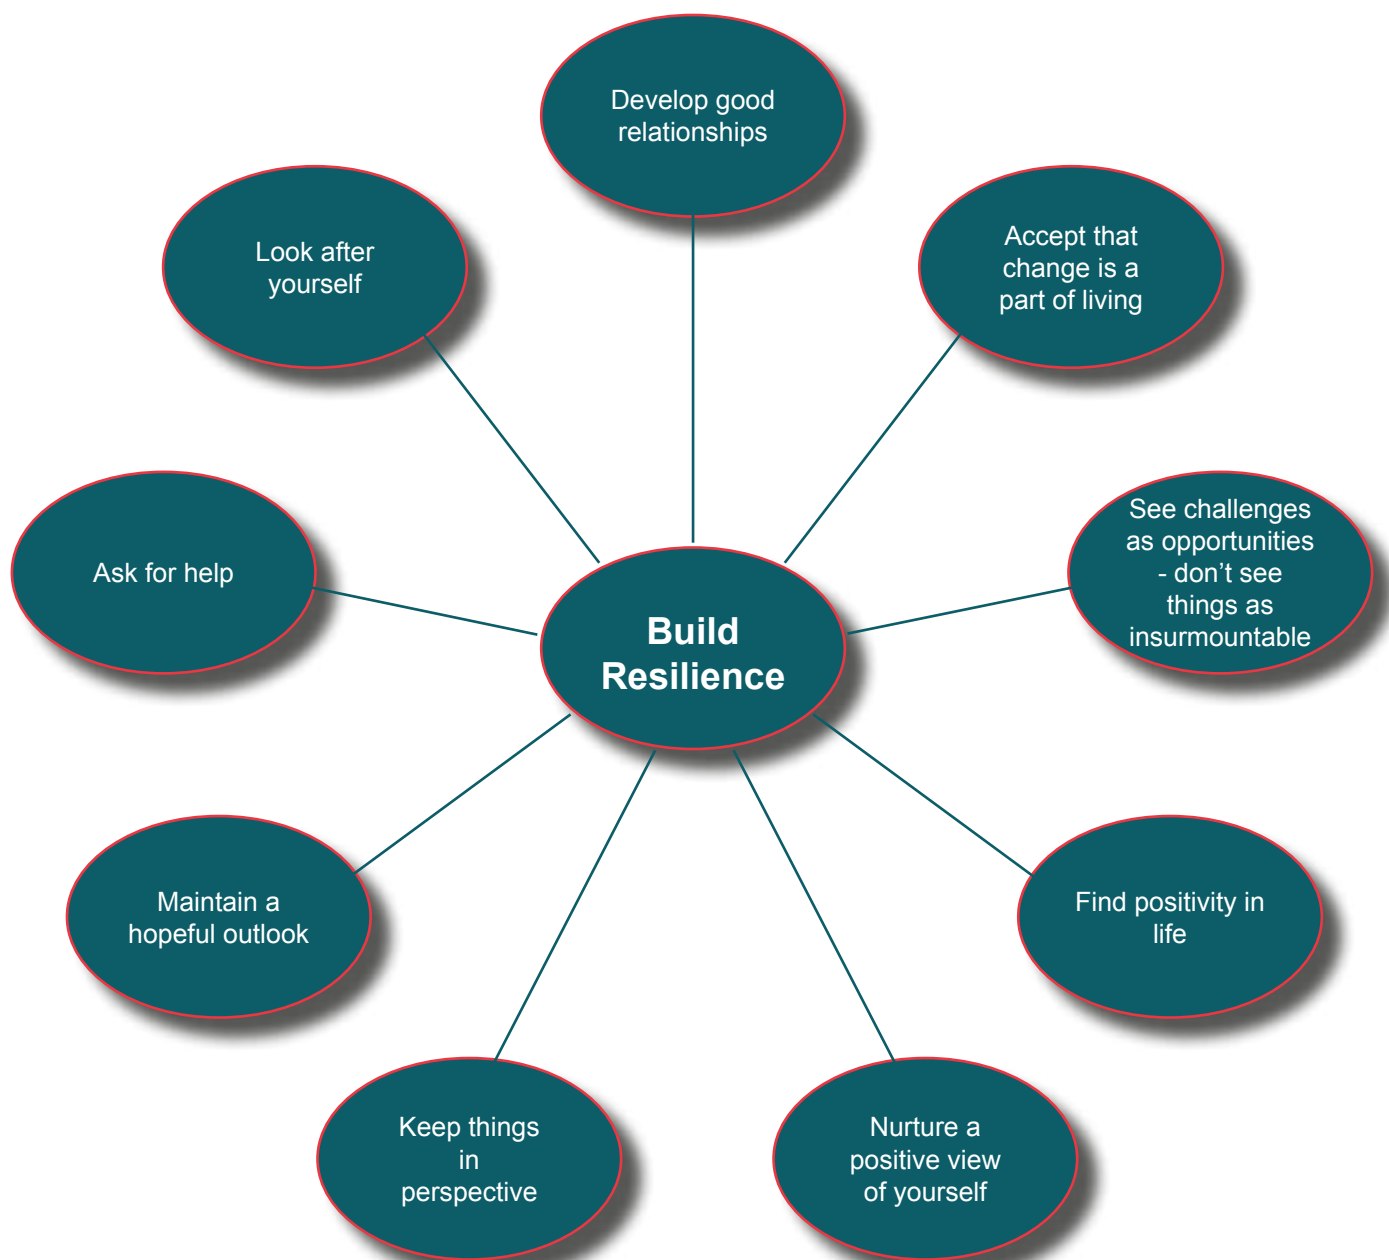 Develop good
relationships
Accept that
change is a
part of living
See challenges
as opportunities
- don’t see
things as
insurmountable
Find positivity in
life
Nurture a
positive view
of yourself
Keep things
in
perspective
Maintain a
hopeful outlook
Ask for help
Look after
yourself
Build
Resilience